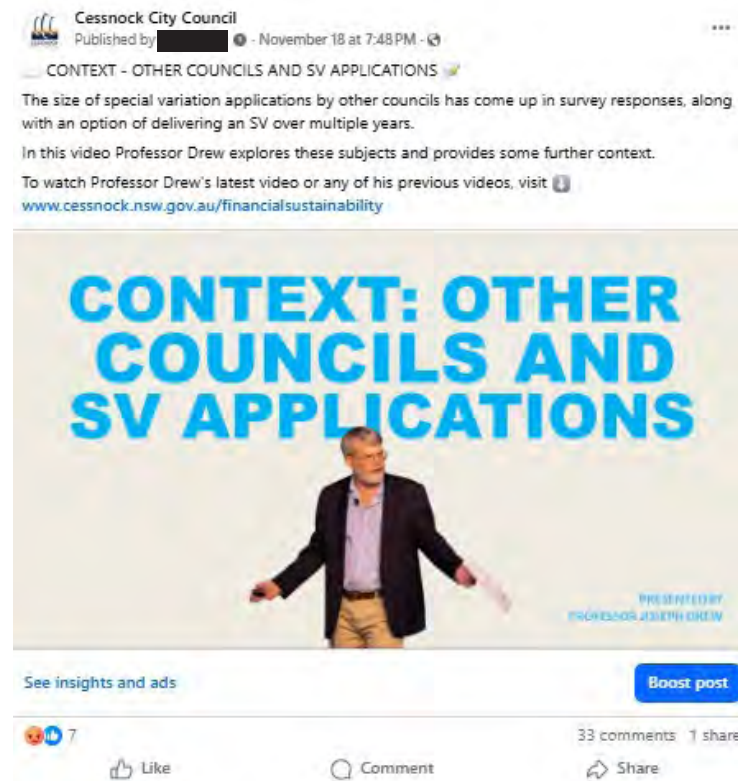 Cessnock City Council
Published by · November 18 at 7:48 PM ·
CONTEXT - OTHER COUNCILS AND SV APPLICATIONS
The size of special variation applications by other councils has come up in survey responses, along
with an option of delivering an SV over multiple years.
In this video Professor Drew explores these subjects and provides some further context.
To watch Professor Drew's latest video or any of his previous videos, visit
www.cessnock.nsw.gov.au/financialsustainability
CONTEXT: OTHER
COUNCILS AND
SV APPLICATIONS
PRESENTED BY
PROFESSOR JOSEPH DREW
See insights and ads
Boost post
7
33 comments 1 share
Like Comment Share